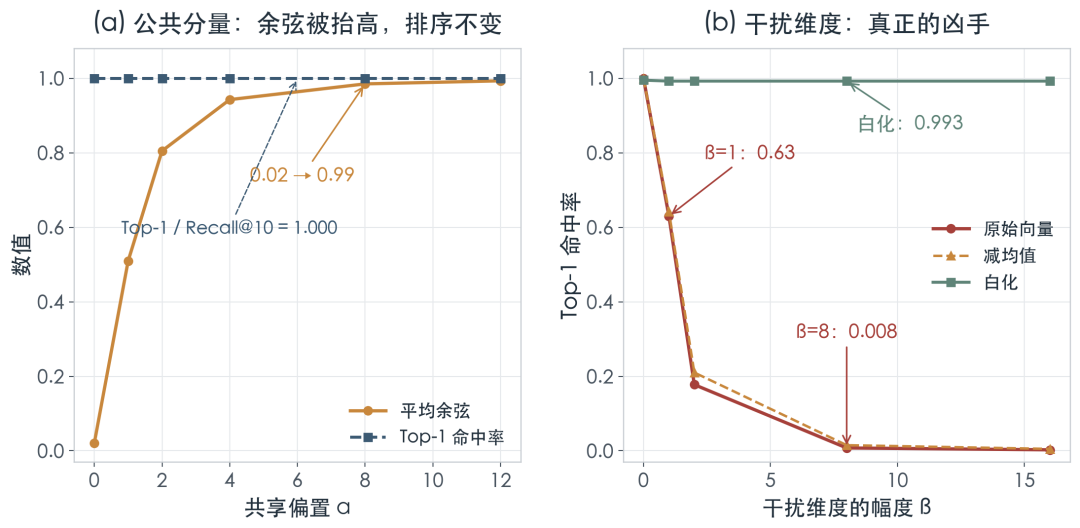 (a) 公共分量：余弦被抬高，排序不变
数值
1.0
0.8
0.6
0.4
0.2
0.0
0.02 → 0.99
Top-1 / Recall@10 = 1.000
平均余弦
Top-1 命中率
0 2 4 6 8 10 12
共享偏置 α
(b) 干扰维度：真正的凶手
Top-1 命中率
1.0
0.8
0.6
0.4
0.2
0.0
白化：0.993
β=1：0.63
原始向量
减均值
白化
β=8：0.008
0 5 10 15
干扰维度的幅度 β